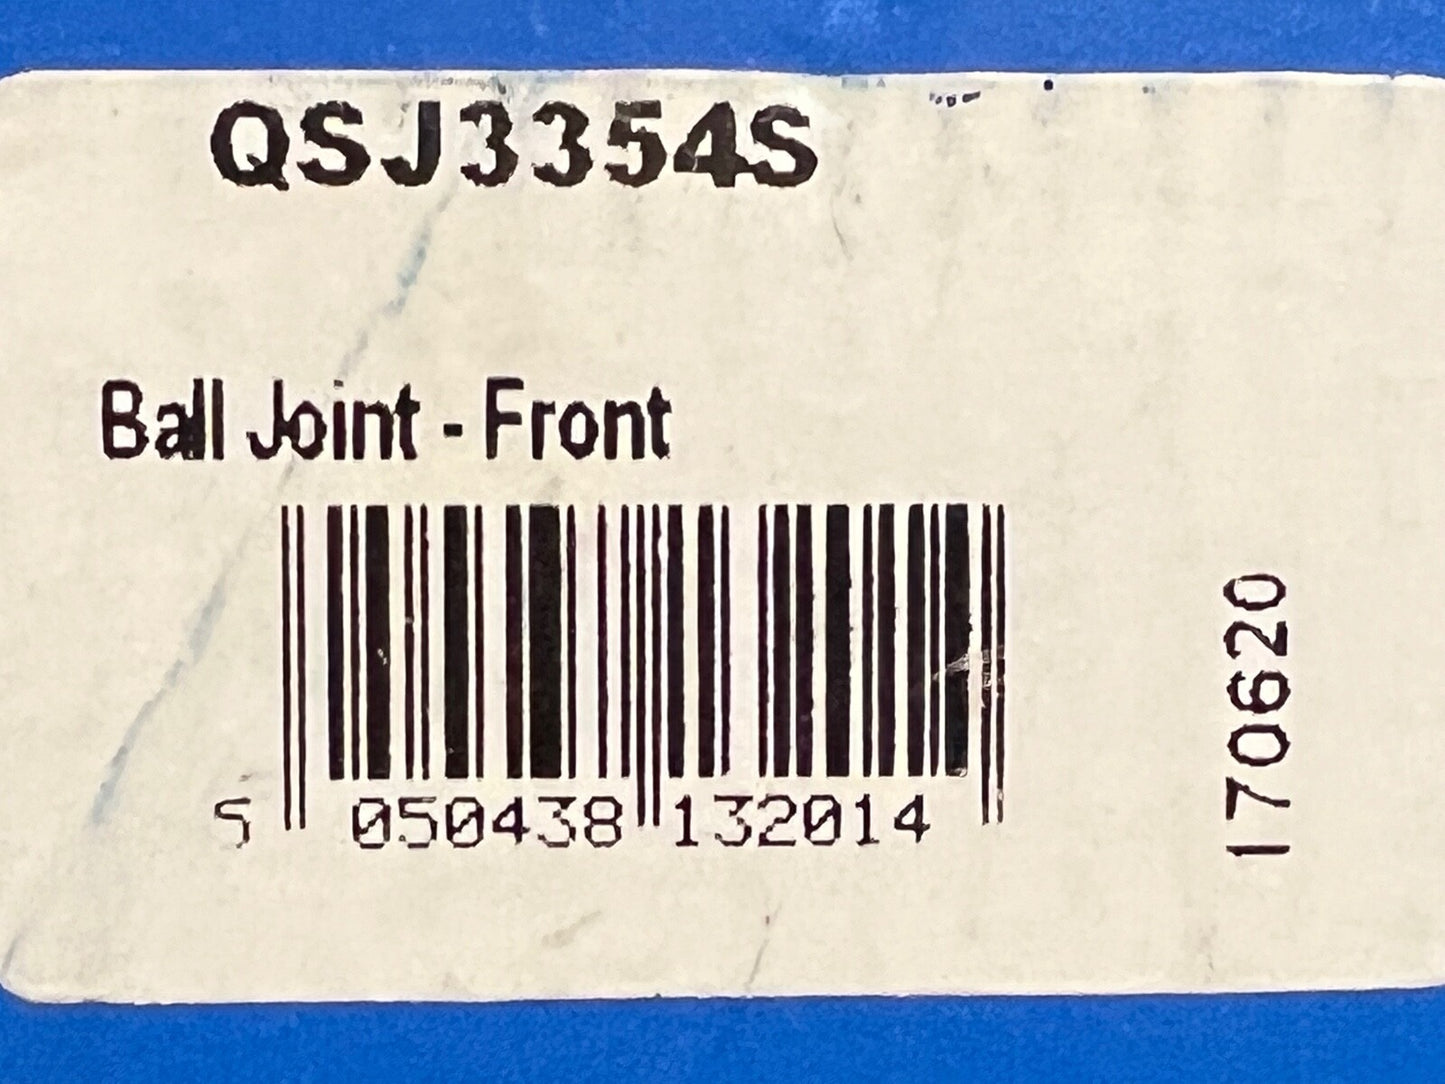 QSJ3354S
Ball Joint - Front
5 050438 132014
170620